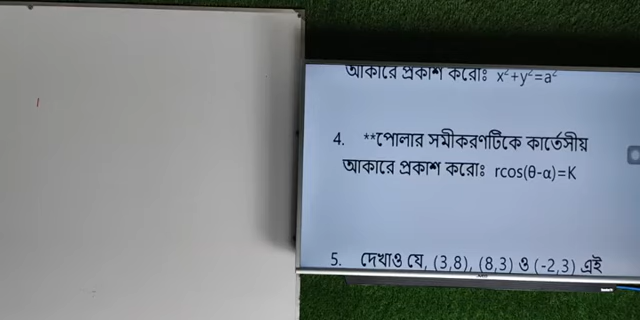 আকারে প্রকাশ করোঃ x²+y²=a²
4. **পোলার সমীকরণটিকে কার্তেসীয়
আকারে প্রকাশ করোঃ rcos(θ-α)=K
5. দেখাও যে, (3,8), (8,3) ও (-2,3) এই